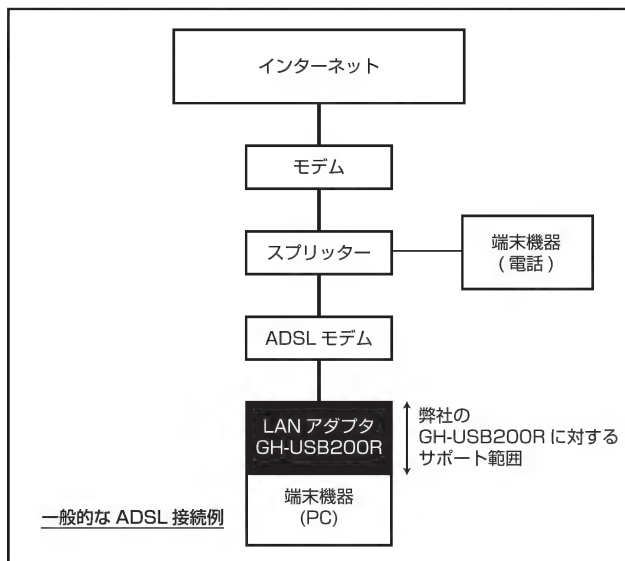 インターネット
モデム
スプリッター
端末機器
(電話)
ADSL モデム
LAN アダプタ
GH-USB200R
弊社の
GH-USB200R に対する
サポート範囲
端末機器
(PC)
一般的な ADSL 接続例